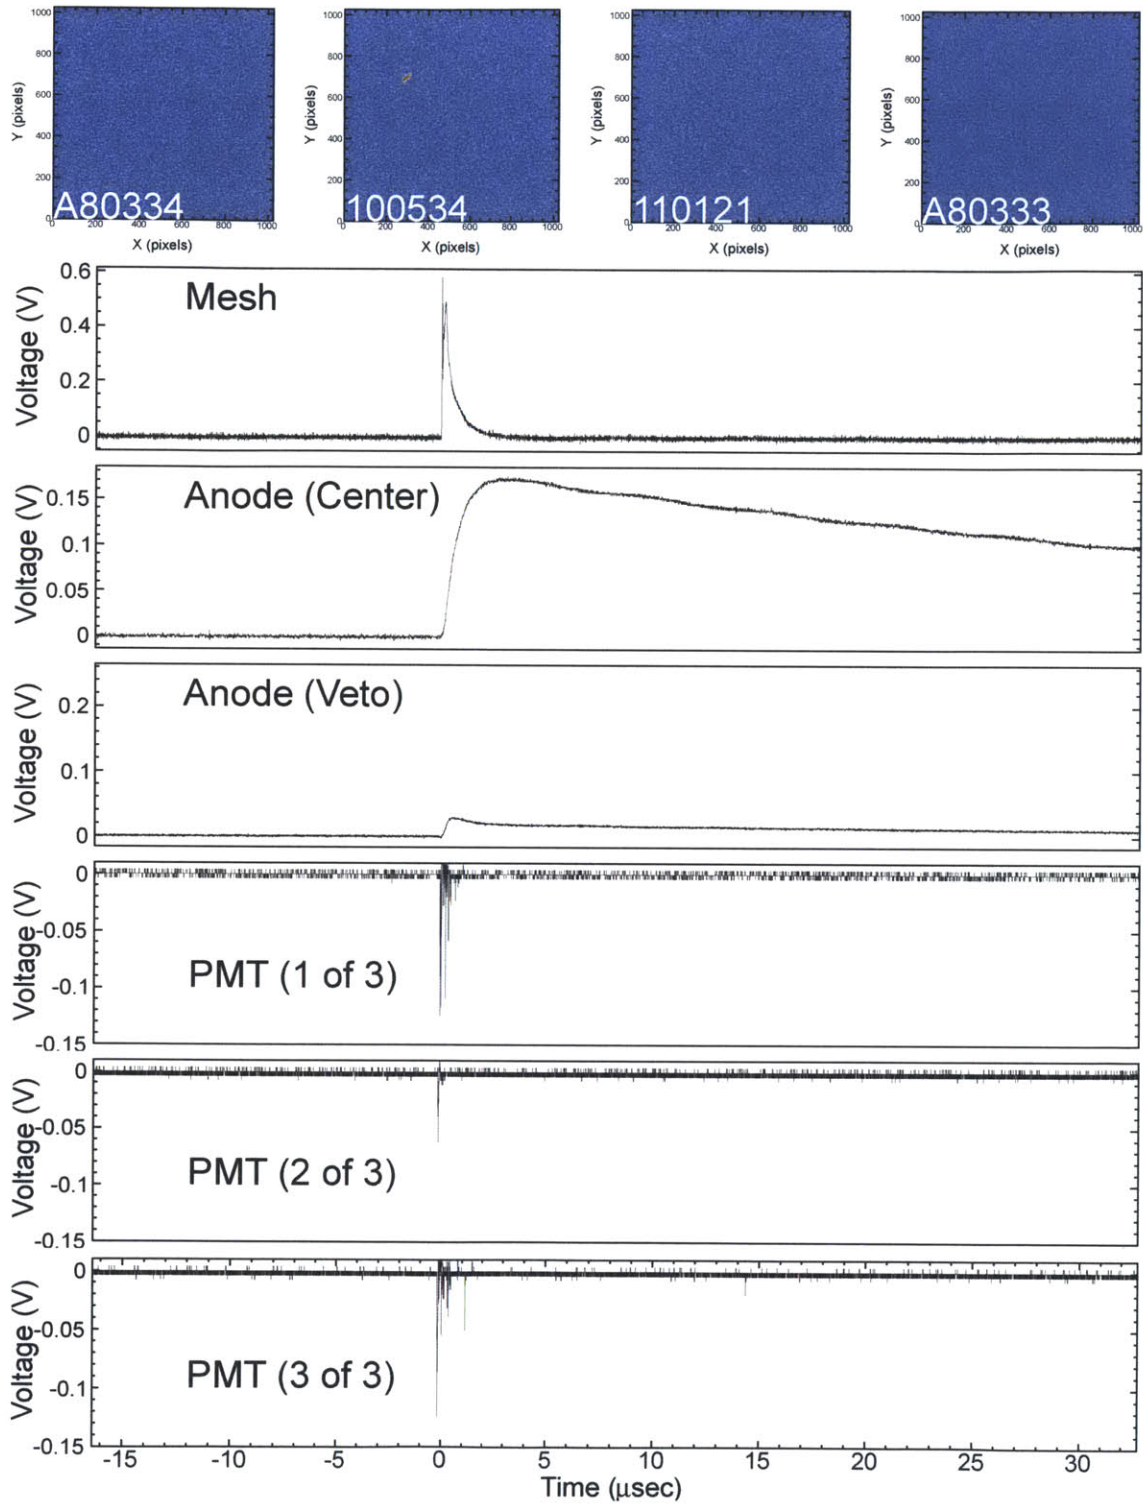 1000
800
600
400
200
0
Y (pixels)
A80334
0 200 400 600 800 1000
X (pixels)
1000
800
600
400
200
0
Y (pixels)
100534
0 200 400 600 800 1000
X (pixels)
1000
800
600
400
200
0
Y (pixels)
110121
0 200 400 600 800 1000
X (pixels)
1000
800
600
400
200
0
Y (pixels)
A80333
0 200 400 600 800 1000
X (pixels)
0.6
0.4
0.2
0
Voltage (V)
Mesh
0.15
0.1
0.05
0
Voltage (V)
Anode (Center)
0.2
0.1
0
Voltage (V)
Anode (Veto)
0
-0.05
-0.1
-0.15
Voltage (V)
PMT (1 of 3)
0
-0.05
-0.1
-0.15
Voltage (V)
PMT (2 of 3)
0
-0.05
-0.1
-0.15
Voltage (V)
PMT (3 of 3)
-15 -10 -5 0 5 10 15 20 25 30
Time (μsec)